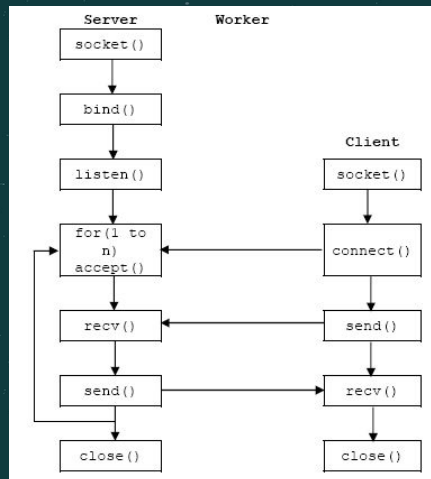 Server Worker
socket()
bind()
Client
listen()
socket()
for(1 to
n)
accept()
connect()
recv()
send()
send()
recv()
close()
close()